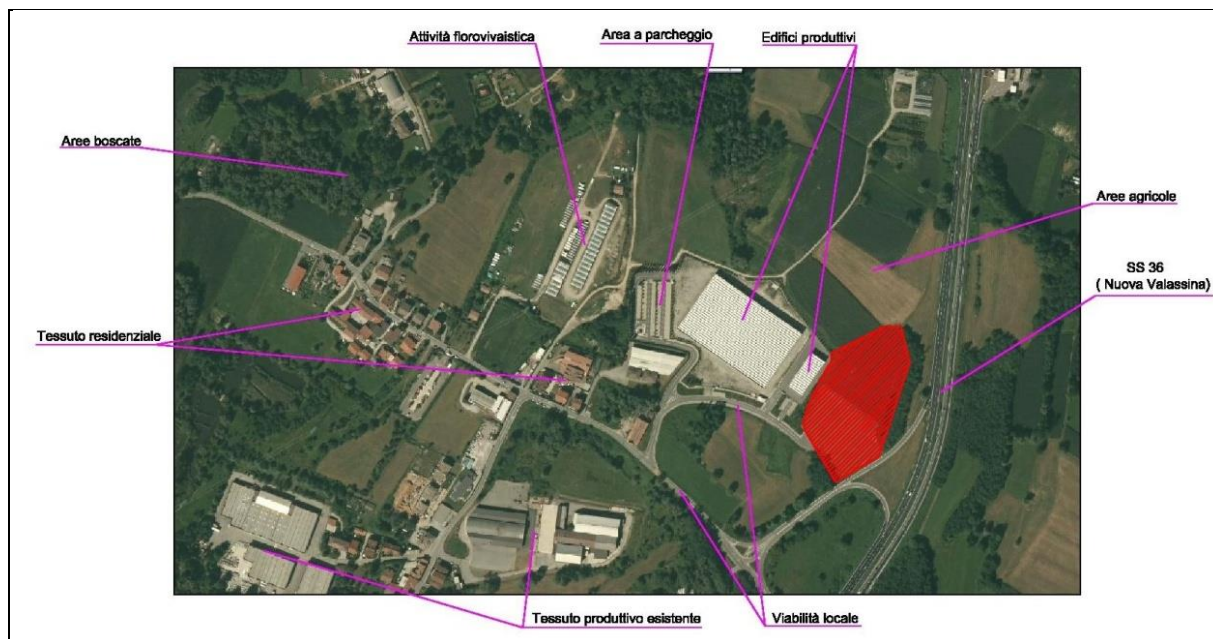 Attività florovivaistica
Area a parcheggio
Edifici produttivi
Aree boscate
Aree agricole
SS 36
( Nuova Valassina)
Tessuto residenziale
Tessuto produttivo esistente
Viabilità locale